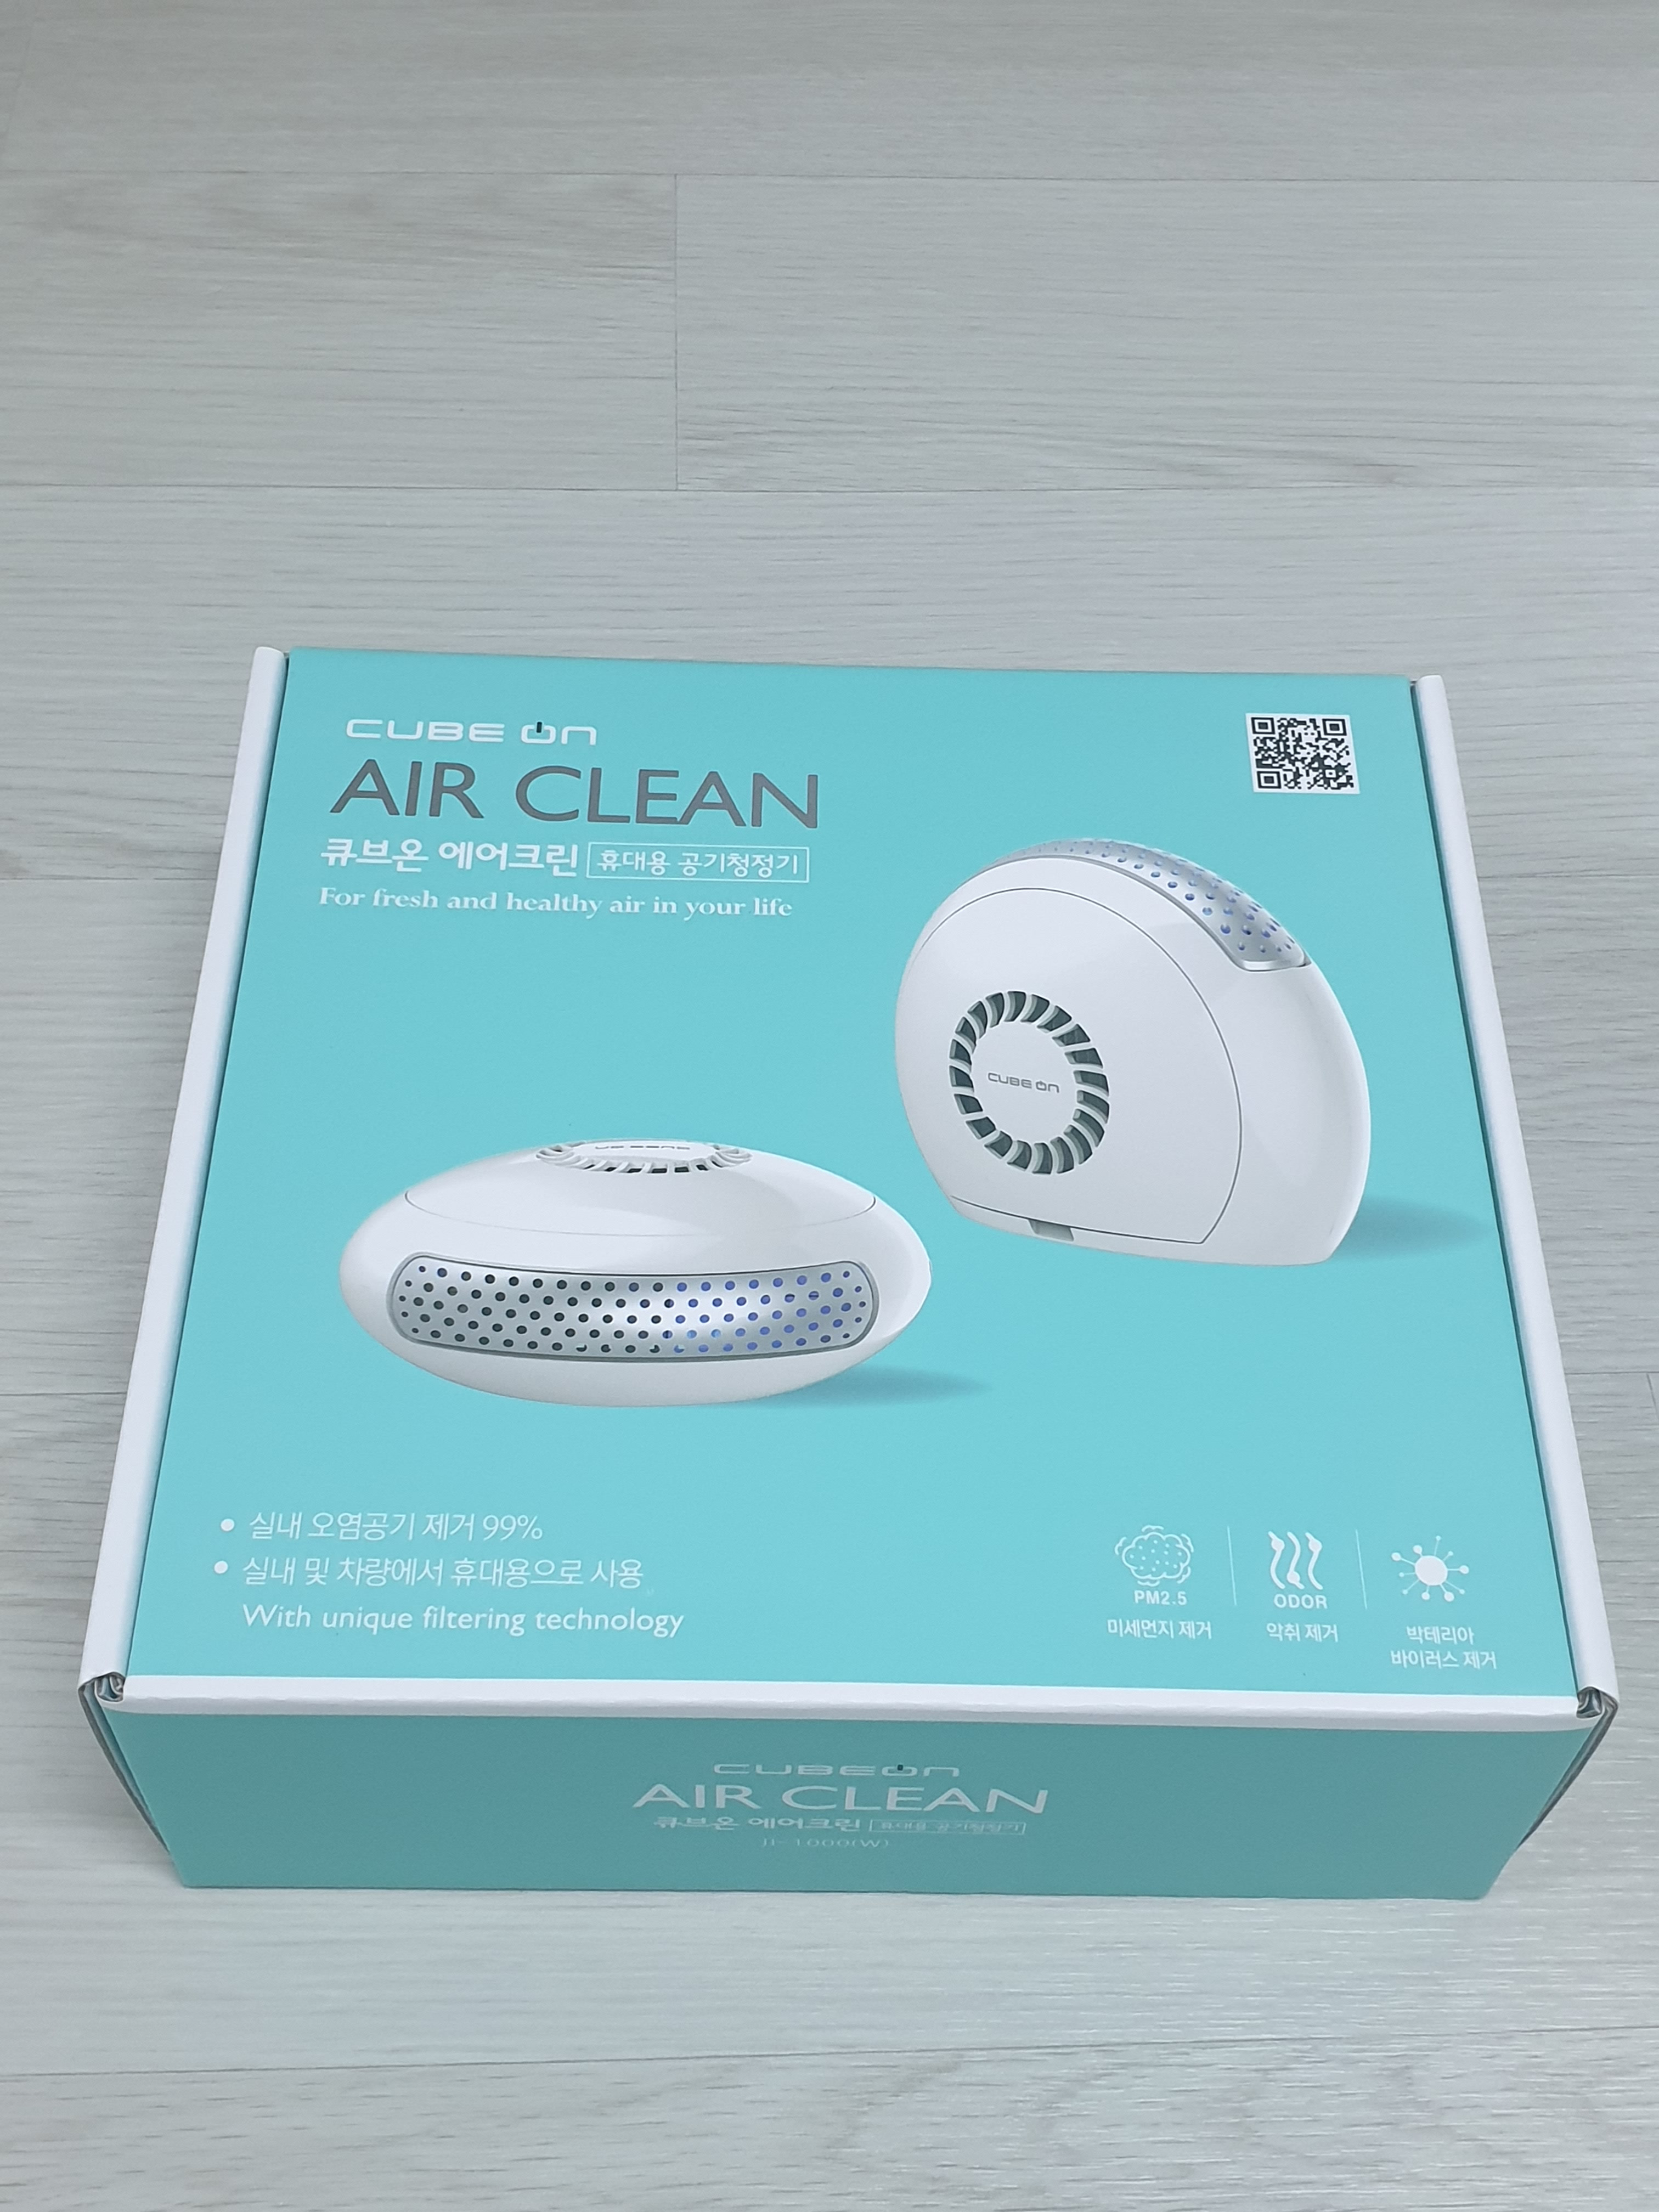 CUBE ON
AIR CLEAN
큐브온 에어크린 휴대용 공기청정기
For fresh and healthy air in your life
CUBE ON
실내 오염공기 제거 99%
실내 및 차량에서 휴대용으로 사용
With unique filtering technology
PM2.5
미세먼지 제거
ODOR
악취 제거
박테리아
바이러스 제거
CUBE ON
AIR CLEAN
큐브온 에어크린 휴대용 공기청정기